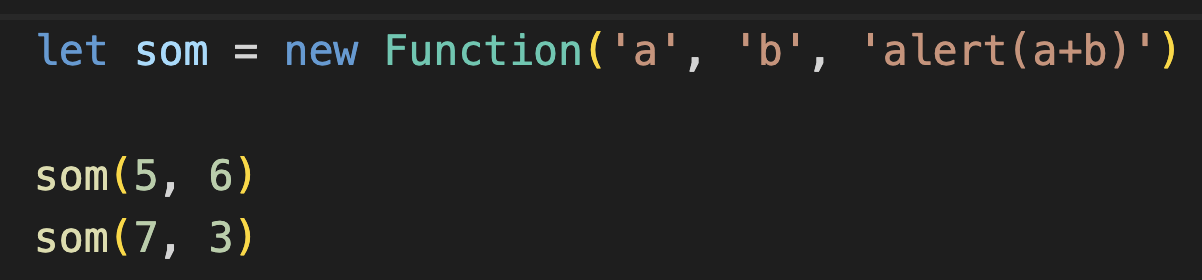 let som = new Function('a', 'b', 'alert(a+b)')
som(5, 6)
som(7, 3)